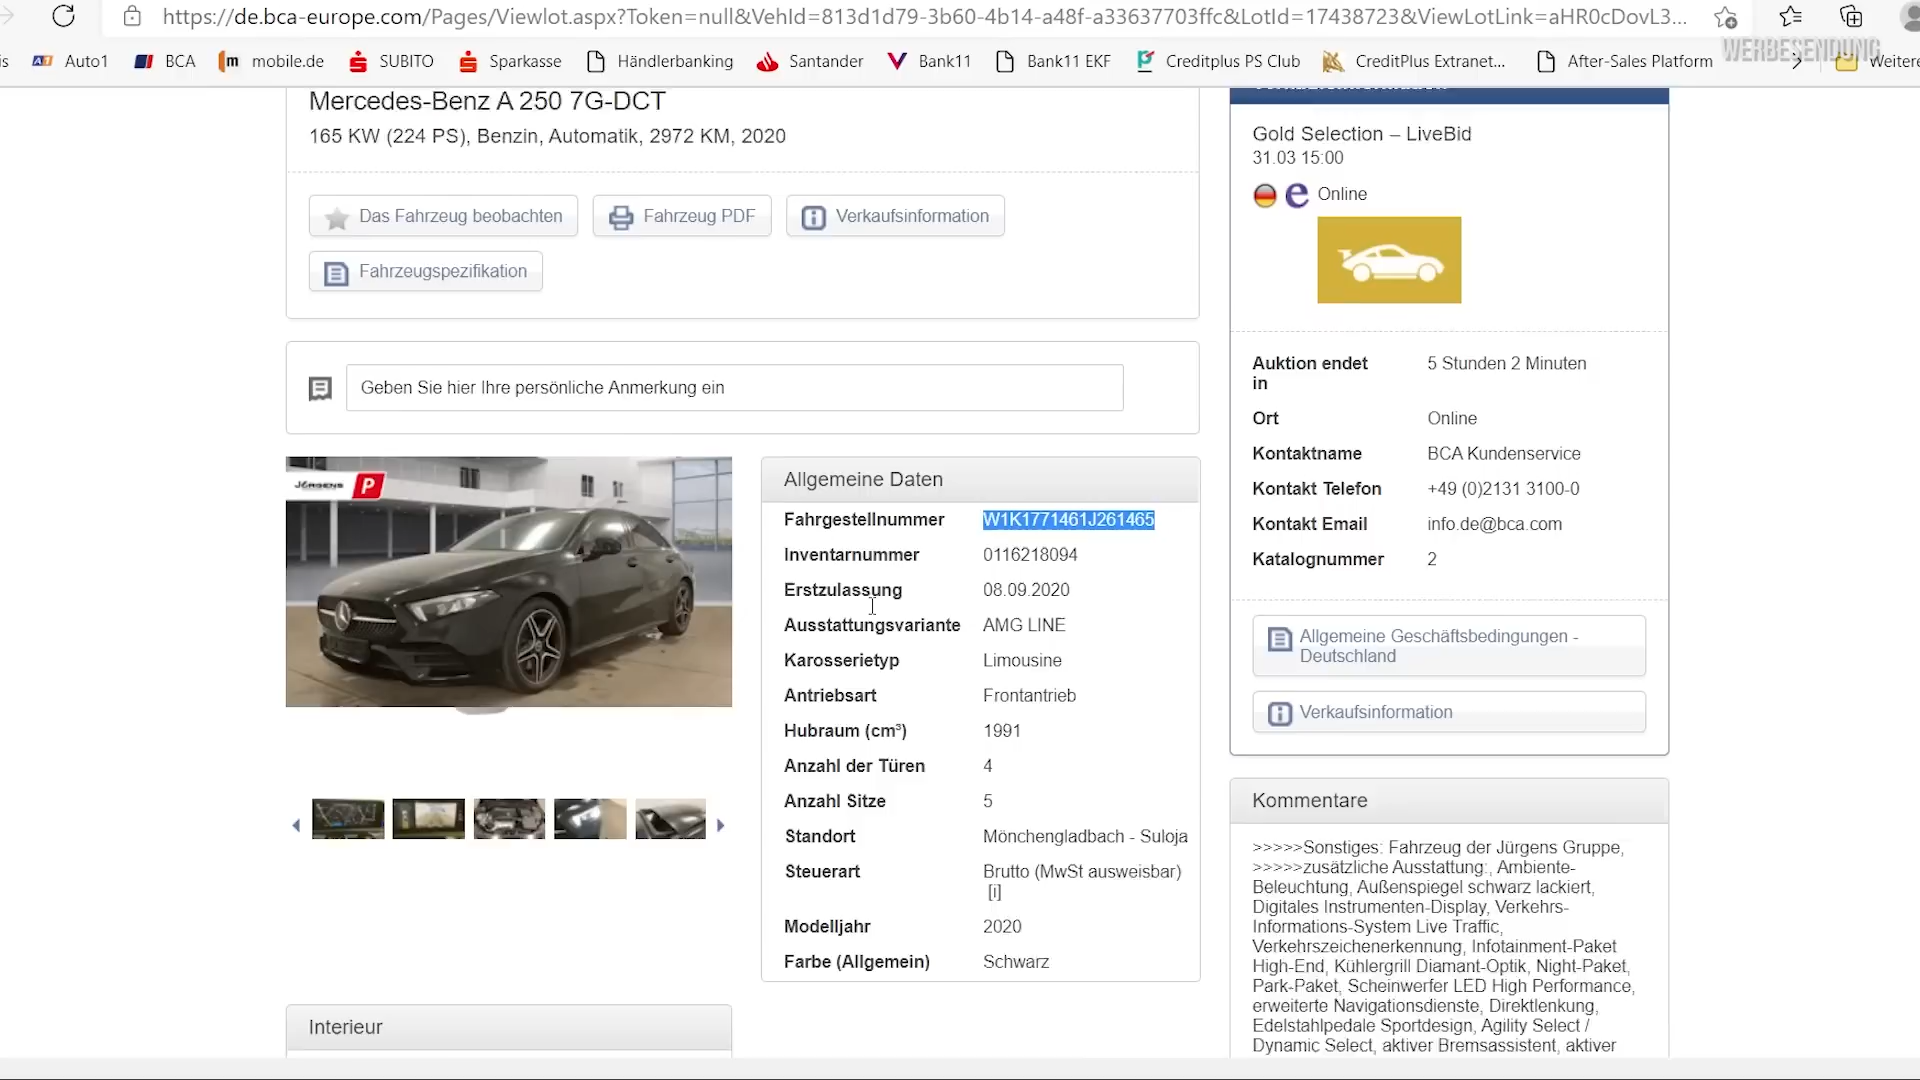 https://de.bca-europe.com/Pages/Viewlot.aspx?Token=null&VehId=813d1d79-3b60-4b14-a48f-a33637703ffc&LotId=17438723&ViewLotLink=aHR0cDovL3...
WERBESENDUNG
is Auto1 BCA mobile.de SUBITO Sparkasse Händlerbanking Santander Bank11 Bank11 EKF Creditplus PS Club CreditPlus Extranet... After-Sales Platform Weitere
Mercedes-Benz A 250 7G-DCT
165 KW (224 PS), Benzin, Automatik, 2972 KM, 2020
Das Fahrzeug beobachten
Fahrzeug PDF
Verkaufsinformation
Fahrzeugspezifikation
Geben Sie hier Ihre persönliche Anmerkung ein
JÜRGENS P
Allgemeine Daten
Fahrgestellnummer W1K1771461J261465
Inventarnummer 0116218094
Erstzulassung 08.09.2020
Ausstattungsvariante AMG LINE
Karosserietyp Limousine
Antriebsart Frontantrieb
Hubraum (cm³) 1991
Anzahl der Türen 4
Anzahl Sitze 5
Standort Mönchengladbach - Suloja
Steuerart Brutto (MwSt ausweisbar)
[i]
Modelljahr 2020
Farbe (Allgemein) Schwarz
Interieur
Gold Selection – LiveBid
31.03 15:00
Online
Auktion endet 5 Stunden 2 Minuten
in
Ort Online
Kontaktname BCA Kundenservice
Kontakt Telefon +49 (0)2131 3100-0
Kontakt Email info.de@bca.com
Katalognummer 2
Allgemeine Geschäftsbedingungen -
Deutschland
Verkaufsinformation
Kommentare
>>>>>Sonstiges: Fahrzeug der Jürgens Gruppe,
>>>>>zusätzliche Ausstattung:, Ambiente-
Beleuchtung, Außenspiegel schwarz lackiert,
Digitales Instrumenten-Display, Verkehrs-
Informations-System Live Traffic,
Verkehrszeichenerkennung, Infotainment-Paket
High-End, Kühlergrill Diamant-Optik, Night-Paket,
Park-Paket, Scheinwerfer LED High Performance,
erweiterte Navigationsdienste, Direktlenkung,
Edelstahlpedale Sportdesign, Agility Select /
Dynamic Select, aktiver Bremsassistent, aktiver